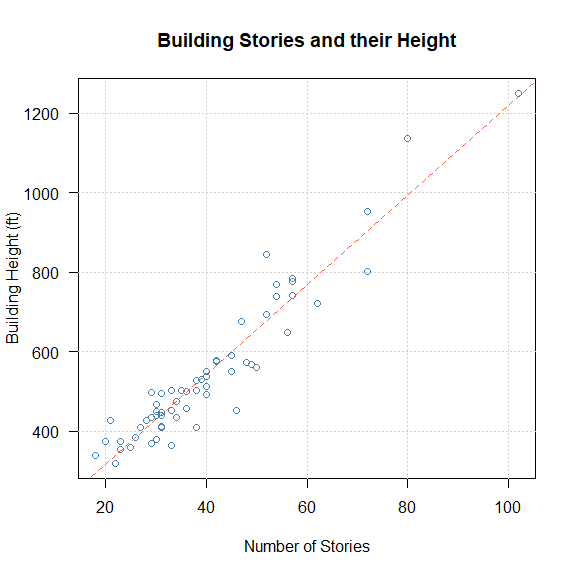 Building Stories and their Height
Building Height (ft)
1200
1000
800
600
400
20 40 60 80 100
Number of Stories